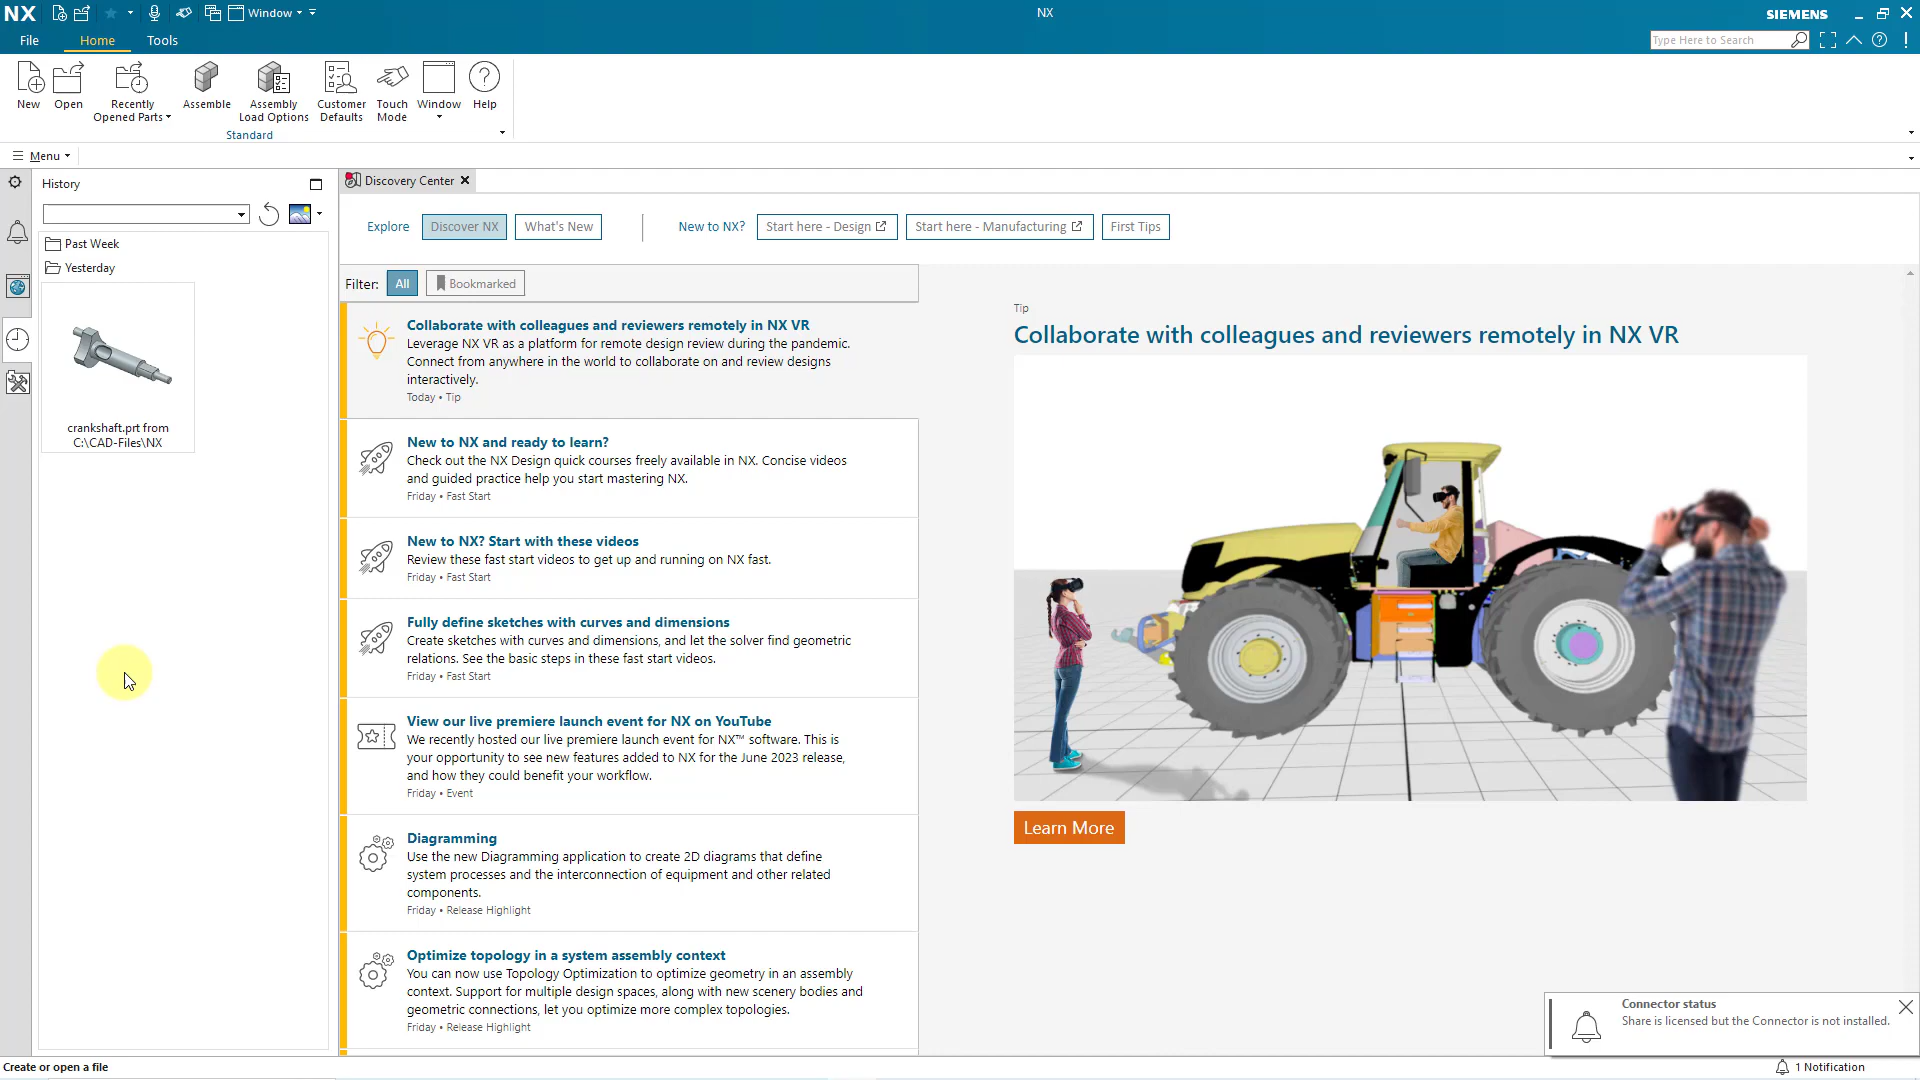 NX
Window
NX
SIEMENS
File
Home
Tools
Type Here to Search
New
Open
Recently
Opened Parts
Assemble
Assembly
Load Options
Customer
Defaults
Touch
Mode
Window
Help
Standard
Menu
History
Discovery Center
Explore
Discover NX
What's New
New to NX?
Start here - Design
Start here - Manufacturing
First Tips
Past Week
Yesterday
crankshaft.prt from
C:\CAD-Files\NX
Filter:
All
Bookmarked
Collaborate with colleagues and reviewers remotely in NX VR
Leverage NX VR as a platform for remote design review during the pandemic.
Connect from anywhere in the world to collaborate on and review designs
interactively.
Today • Tip
New to NX and ready to learn?
Check out the NX Design quick courses freely available in NX. Concise videos
and guided practice help you start mastering NX.
Friday • Fast Start
New to NX? Start with these videos
Review these fast start videos to get up and running on NX fast.
Friday • Fast Start
Fully define sketches with curves and dimensions
Create sketches with curves and dimensions, and let the solver find geometric
relations. See the basic steps in these fast start videos.
Friday • Fast Start
View our live premiere launch event for NX on YouTube
We recently hosted our live premiere launch event for NX™ software. This is
your opportunity to see new features added to NX for the June 2023 release,
and how they could benefit your workflow.
Friday • Event
Diagramming
Use the new Diagramming application to create 2D diagrams that define
system processes and the interconnection of equipment and other related
components.
Friday • Release Highlight
Optimize topology in a system assembly context
You can now use Topology Optimization to optimize geometry in an assembly
context. Support for multiple design spaces, along with new scenery bodies and
geometric connections, let you optimize more complex topologies.
Friday • Release Highlight
Tip
Collaborate with colleagues and reviewers remotely in NX VR
Learn More
Connector status
Share is licensed but the Connector is not installed.
Create or open a file
1 Notification